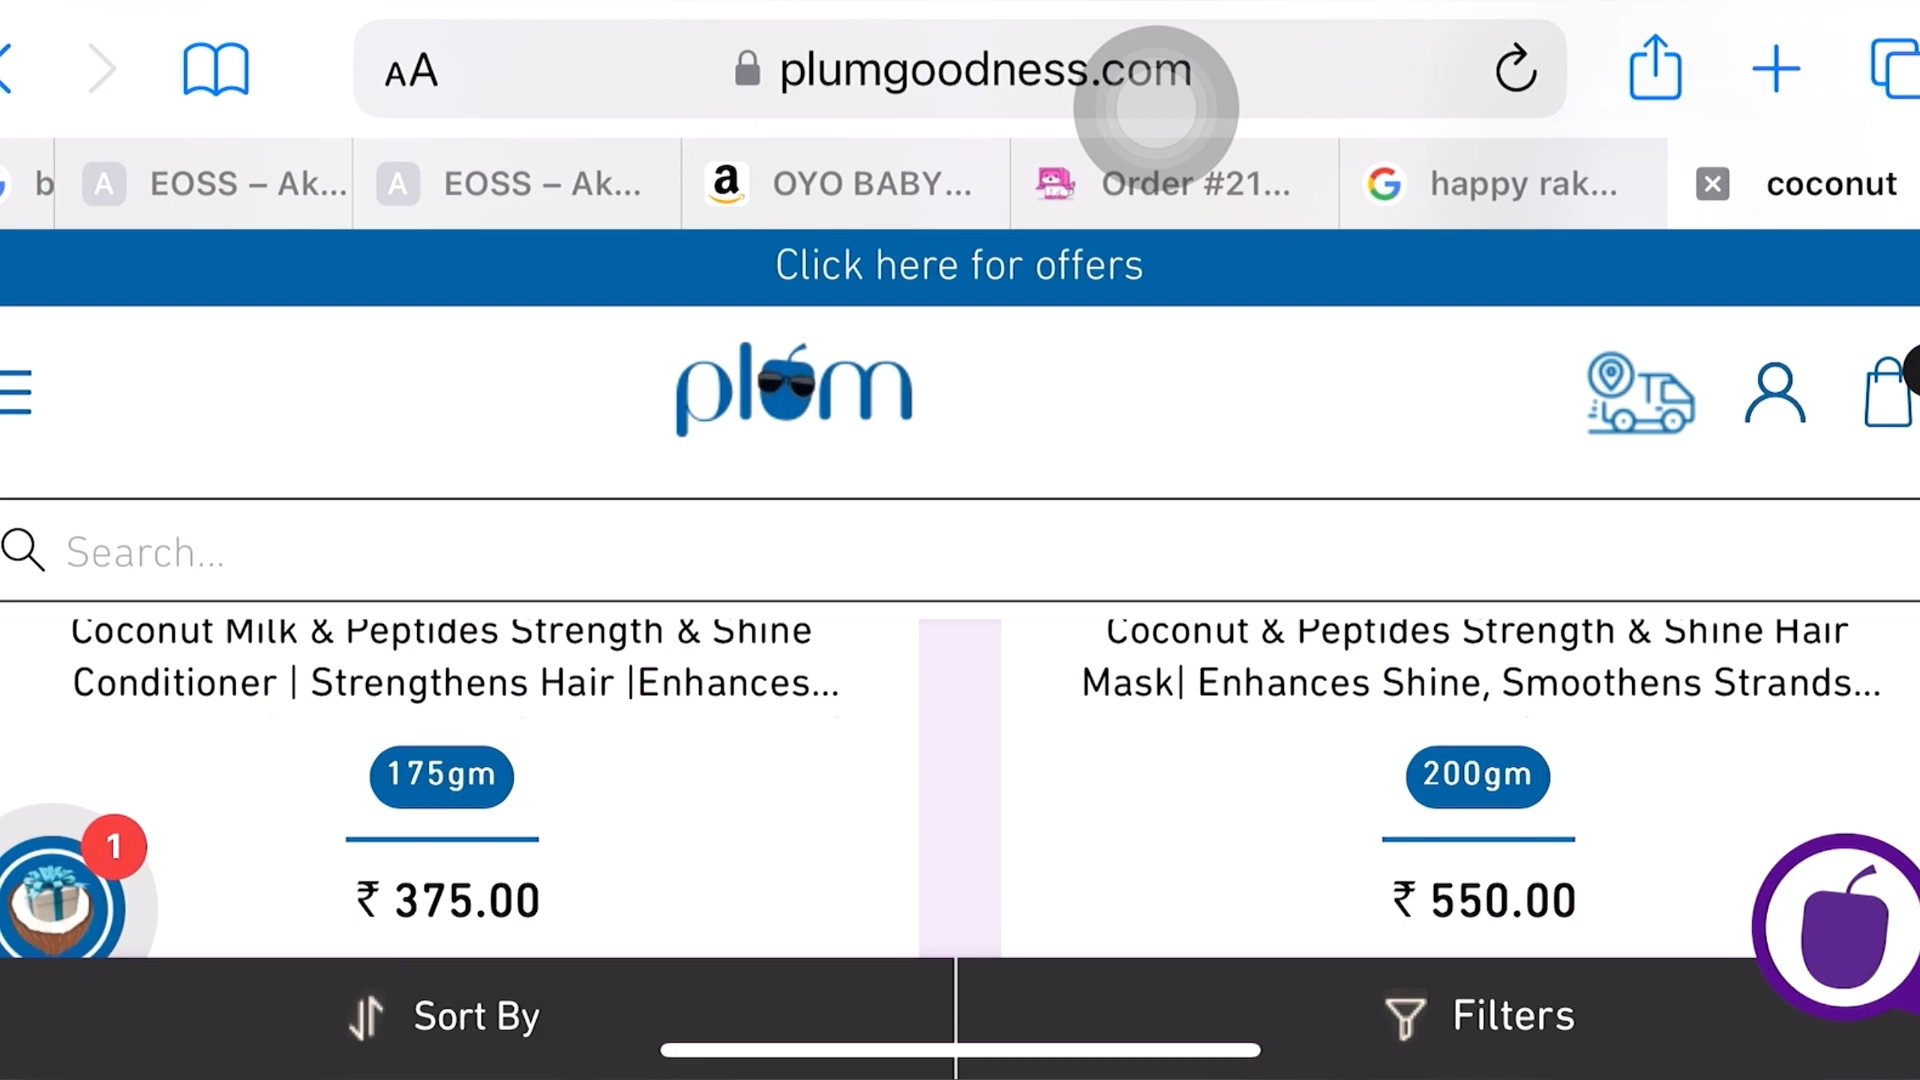 AA plumgoodness.com
b EOSS – Ak... EOSS – Ak... OYO BABY... Order #21... happy rak... coconut
Click here for offers
plum
Search...
Coconut Milk & Peptides Strength & Shine
Conditioner | Strengthens Hair |Enhances...
175gm
₹ 375.00
Coconut & Peptides Strength & Shine Hair
Mask| Enhances Shine, Smoothens Strands...
200gm
₹ 550.00
1
Sort By
Filters